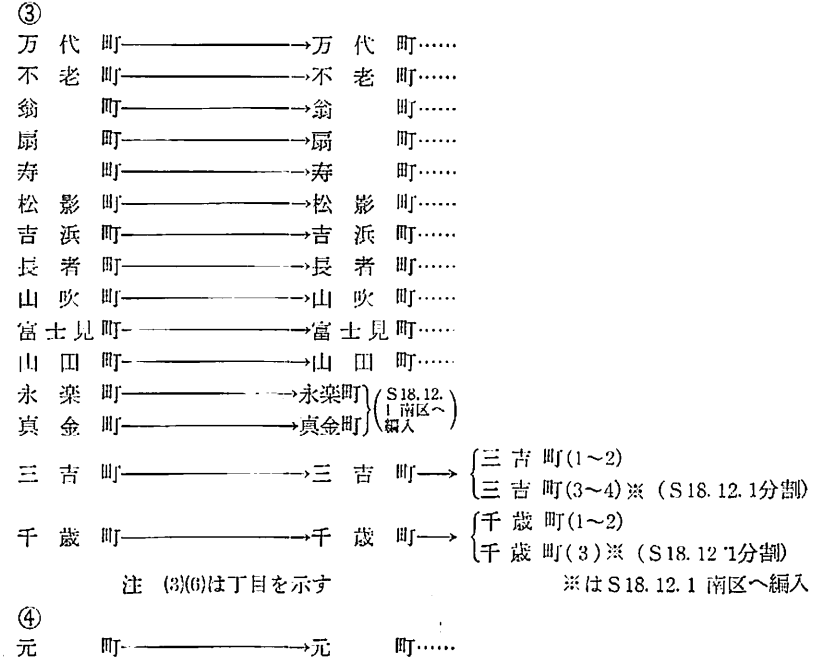 ③
万代町→万代町……
不老町→不老町……
翁町→翁町……
扇町→扇町……
寿町→寿町……
松影町→松影町……
吉浜町→吉浜町……
長者町→長者町……
山吹町→山吹町……
富士見町→富士見町……
山田町→山田町……
永楽町→永楽町
真金町→真金町
(S18.12.
1南区へ
編入)
三吉町→三吉町→三吉町(1～2)
三吉町(3～4)※(S18.12.1分割)
千歳町→千歳町→千歳町(1～2)
千歳町(3)※(S18.12 1分割)
注 (3)(6)は丁目を示す ※はS18.12.1 南区へ編入
④
元町→元町……